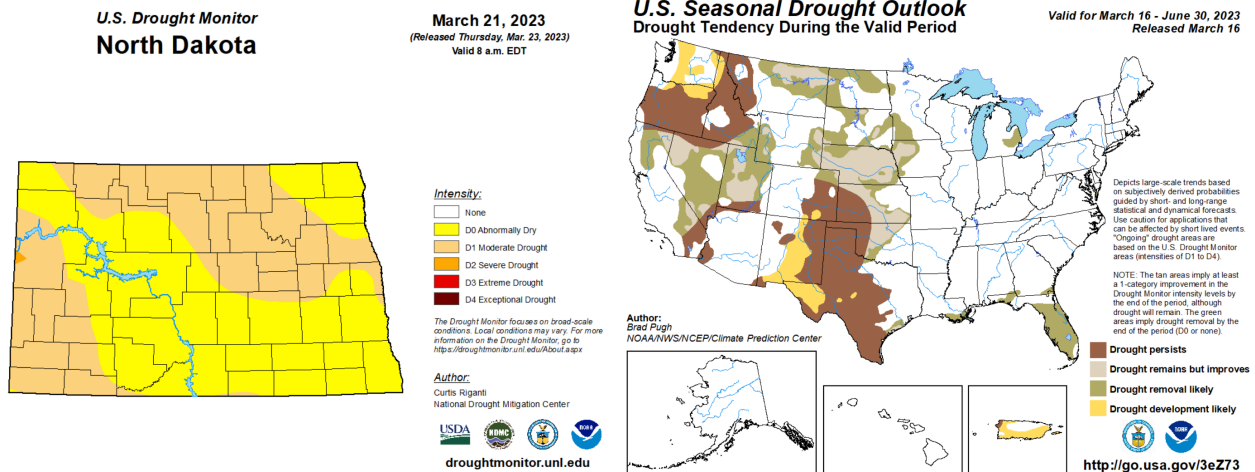 U.S. Drought Monitor
North Dakota
March 21, 2023
(Released Thursday, Mar. 23, 2023)
Valid 8 a.m. EDT
Intensity:
None
D0 Abnormally Dry
D1 Moderate Drought
D2 Severe Drought
D3 Extreme Drought
D4 Exceptional Drought
The Drought Monitor focuses on broad-scale
conditions. Local conditions may vary. For more
information on the Drought Monitor, go to
https://droughtmonitor.unl.edu/About.aspx
Author:
Curtis Riganti
National Drought Mitigation Center
USDA
NDMC
NOAA
droughtmonitor.unl.edu
U.S. Seasonal Drought Outlook
Drought Tendency During the Valid Period
Valid for March 16 - June 30, 2023
Released March 16
Depicts large-scale trends based
on subjectively derived probabilities
guided by short- and long-range
statistical and dynamical forecasts.
Use caution for applications that
can be affected by short lived events.
"Ongoing" drought areas are
based on the U.S. Drought Monitor
areas (intensities of D1 to D4).
NOTE: The tan areas imply at least
a 1-category improvement in the
Drought Monitor intensity levels by
the end of the period, although
drought will remain. The green
areas imply drought removal by the
end of the period (D0 or none).
Author:
Brad Pugh
NOAA/NWS/NCEP/Climate Prediction Center
Drought persists
Drought remains but improves
Drought removal likely
Drought development likely
NOAA
http://go.usa.gov/3eZ73